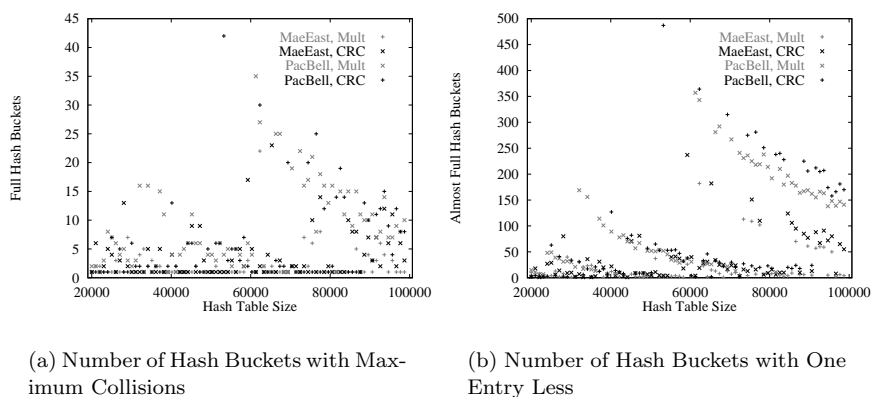 45
40
35
30
25
20
15
10
5
0
Full Hash Buckets
MaeEast, Mult
MaeEast, CRC
PacBell, Mult
PacBell, CRC
20000 40000 60000 80000 100000
Hash Table Size
500
450
400
350
300
250
200
150
100
50
0
Almost Full Hash Buckets
MaeEast, Mult
MaeEast, CRC
PacBell, Mult
PacBell, CRC
20000 40000 60000 80000 100000
Hash Table Size
(a) Number of Hash Buckets with Max-
imum Collisions
(b) Number of Hash Buckets with One
Entry Less